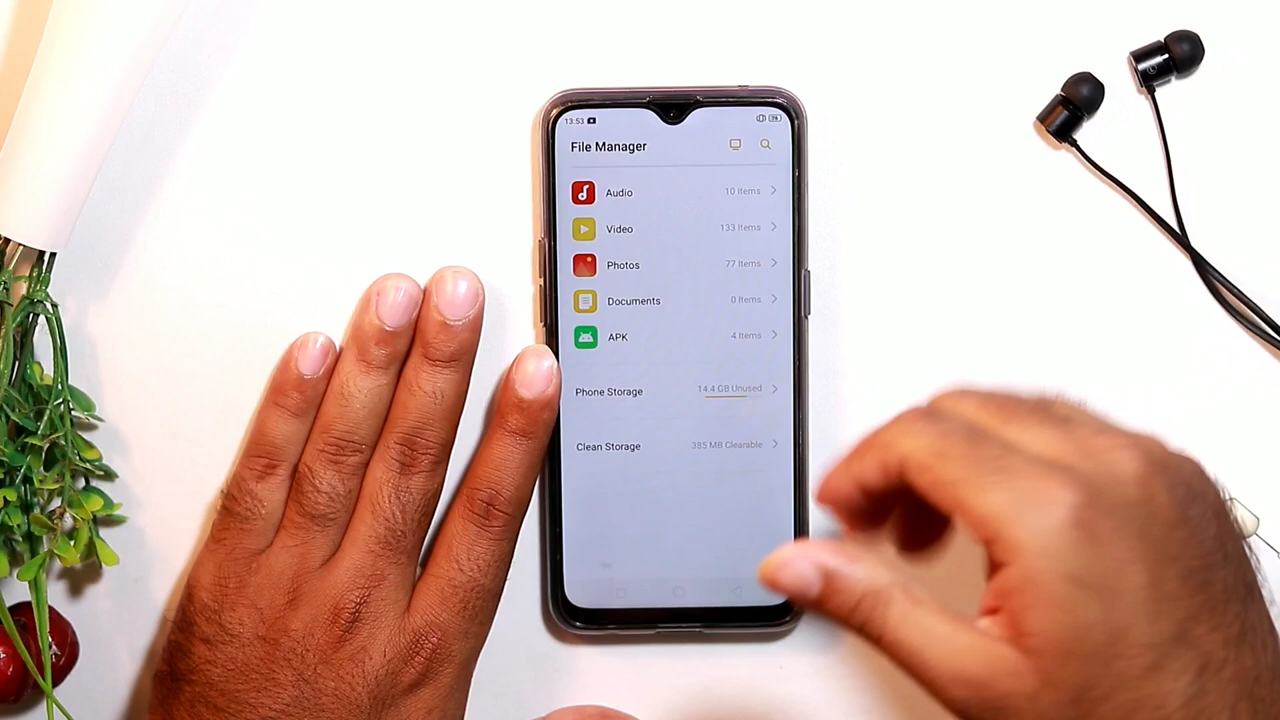 13:53
File Manager
Audio 10 Items
Video 133 Items
Photos 77 Items
Documents 0 Items
APK 4 Items
Phone Storage 14.4 GB Unused
Clean Storage 385 MB Clearable